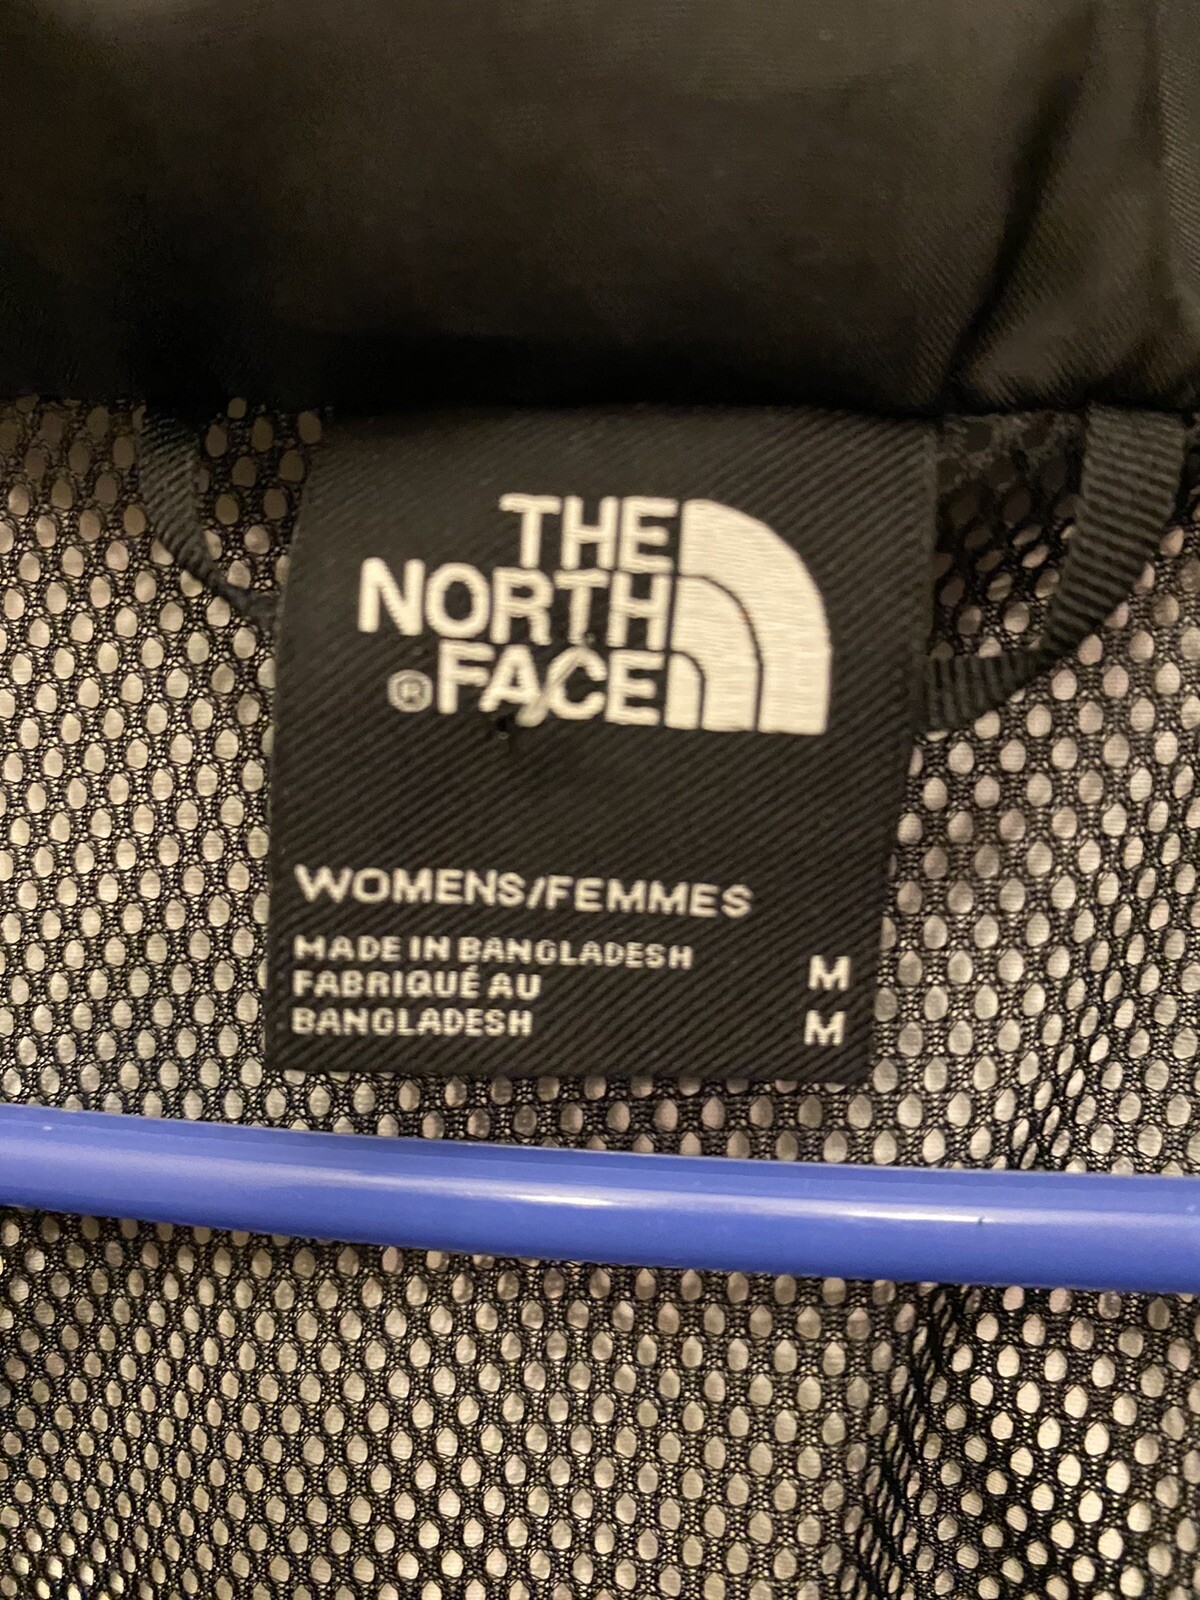 THE
NORTH
®FACE
WOMENS/FEMMES
MADE IN BANGLADESH
FABRIQUÉ AU M
BANGLADESH M